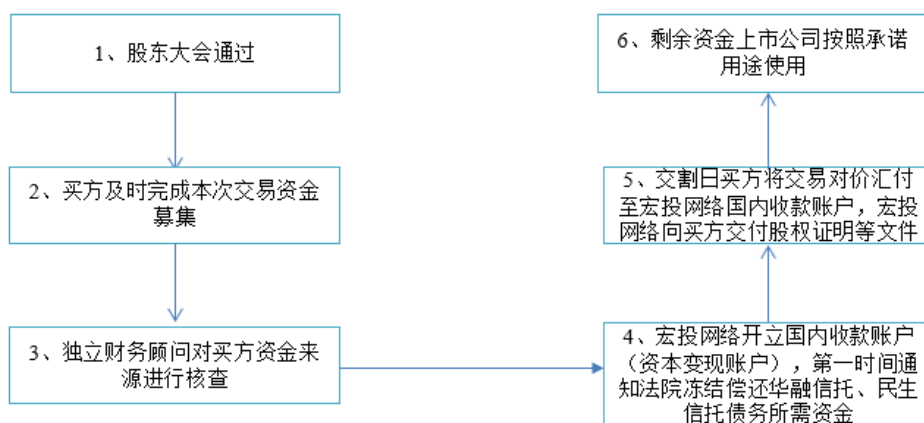 1、股东大会通过
2、买方及时完成本次交易资金
募集
3、独立财务顾问对买方资金来
源进行核查
4、宏投网络开立国内收款账户
（资本变现账户），第一时间通
知法院冻结偿还华融信托、民生
信托债务所需资金
5、交割日买方将交易对价汇付
至宏投网络国内收款账户，宏投
网络向买方交付股权证明等文件
6、剩余资金上市公司按照承诺
用途使用